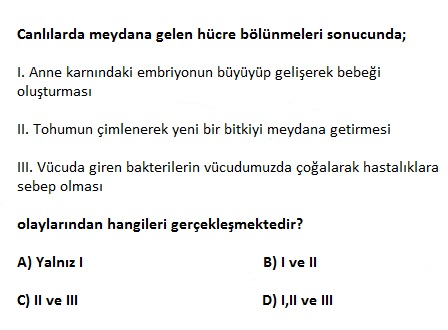 Canlılarda meydana gelen hücre bölünmeleri sonucunda;
I. Anne karnındaki embriyonun büyüyüp gelişerek bebeği
oluşturması
II. Tohumun çimlenerek yeni bir bitkiyi meydana getirmesi
III. Vücuda giren bakterilerin vücudumuzda çoğalarak hastalıklara
sebep olması
olaylarından hangileri gerçekleşmektedir?
A) Yalnız I B) I ve II
C) II ve III D) I,II ve III